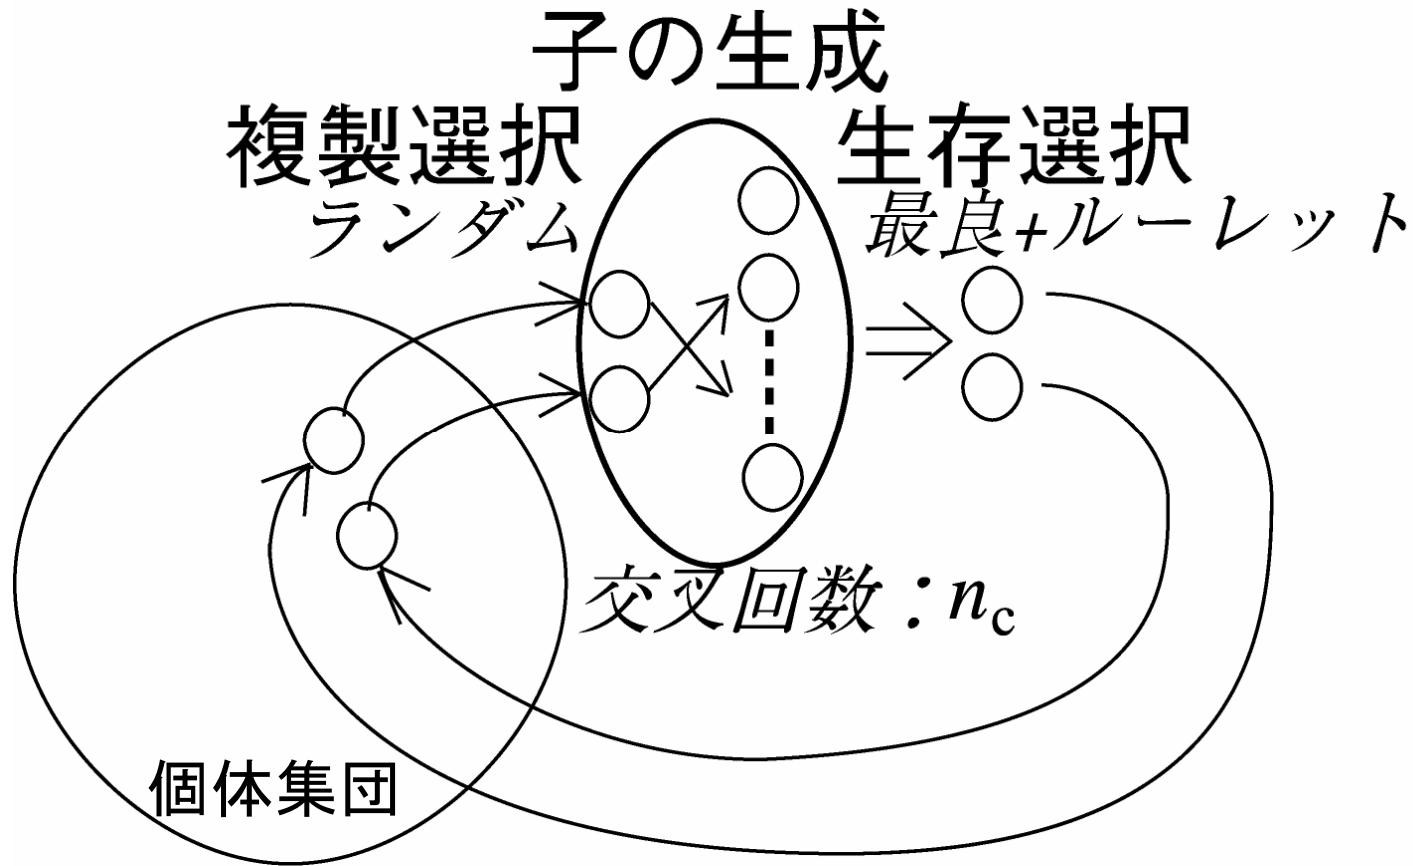 子の生成
複製選択
ランダム
生存選択
最良+ルーレット
交叉回数：nc
個体集団